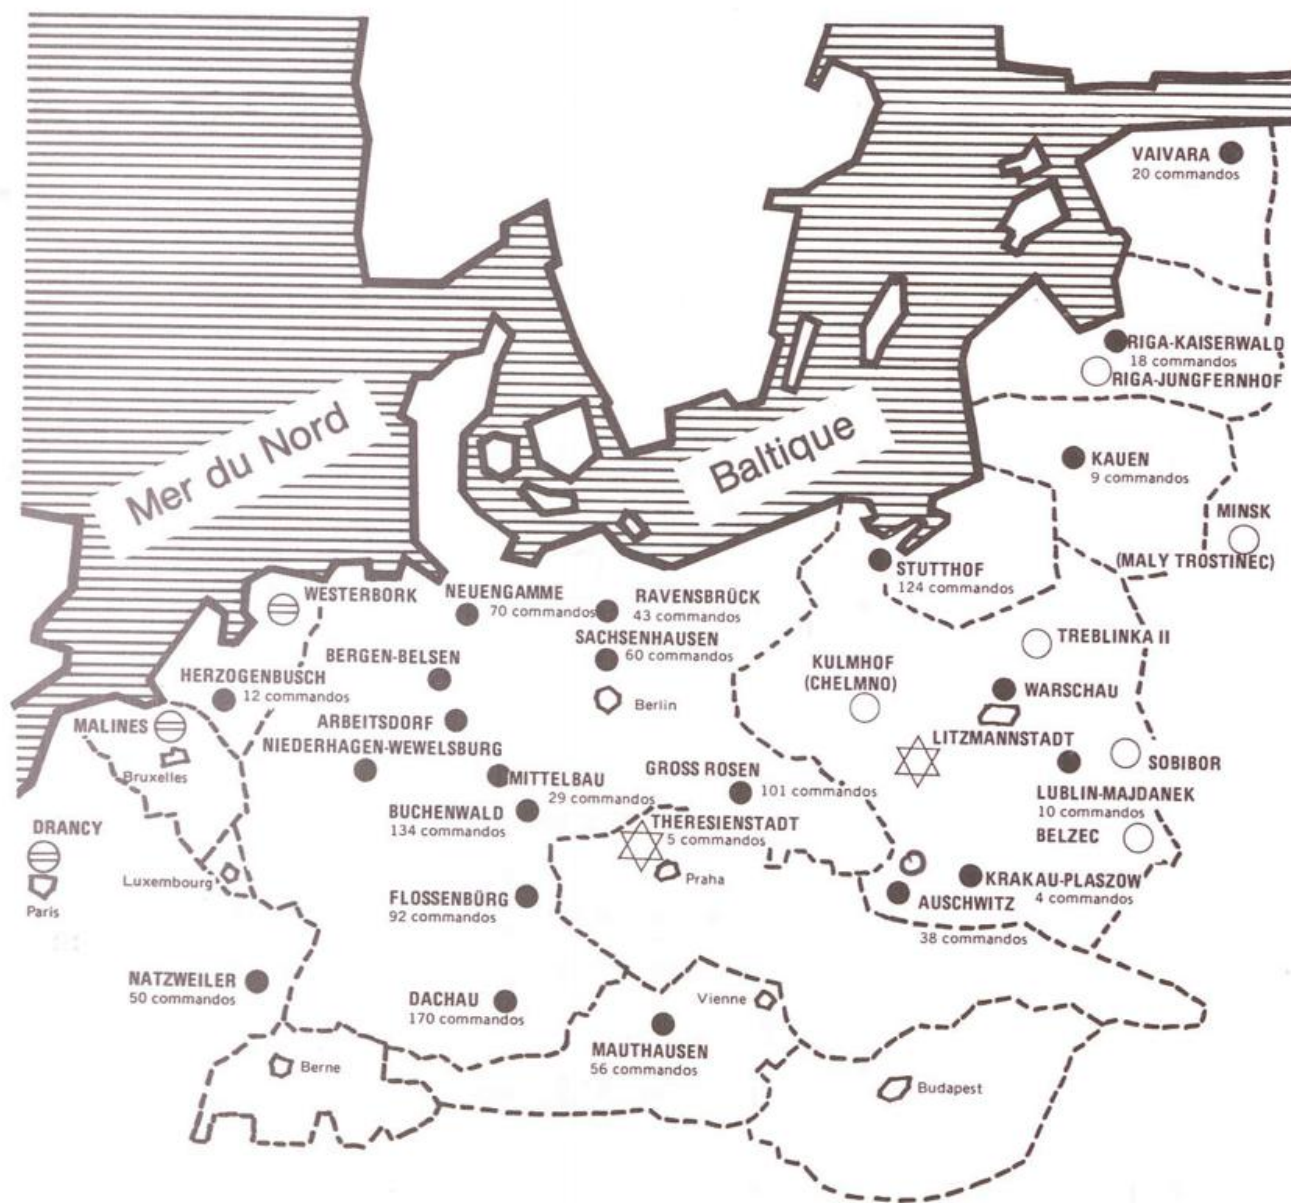 VAIVARA
20 commandos
RIGA-KAISERWALD
18 commandos
RIGA-JUNGFERNHOF
Mer du Nord
Baltique
KAUEN
9 commandos
MINSK
(MALY TROSTINEC)
STUTTHOF
124 commandos
WESTERBORK
NEUENGAMME
70 commandos
RAVENSBRÜCK
43 commandos
SACHSENHAUSEN
60 commandos
TREBLINKA II
BERGEN-BELSEN
KULMHOF
(CHELMNO)
HERZOGENBUSCH
12 commandos
WARSCHAU
Berlin
MALINES
ARBEITSDORF
Bruxelles
NIEDERHAGEN-WEWELSBURG
LITZMANNSTADT
SOBIBOR
MITTELBAU
29 commandos
GROSS ROSEN
101 commandos
LUBLIN-MAJDANEK
10 commandos
BUCHENWALD
134 commandos
THERESIENSTADT
5 commandos
BELZEC
DRANCY
Paris
Luxembourg
Praha
FLOSSENBÜRG
92 commandos
KRAKAU-PLASZOW
4 commandos
AUSCHWITZ
38 commandos
NATZWEILER
50 commandos
DACHAU
170 commandos
Vienne
MAUTHAUSEN
56 commandos
Berne
Budapest